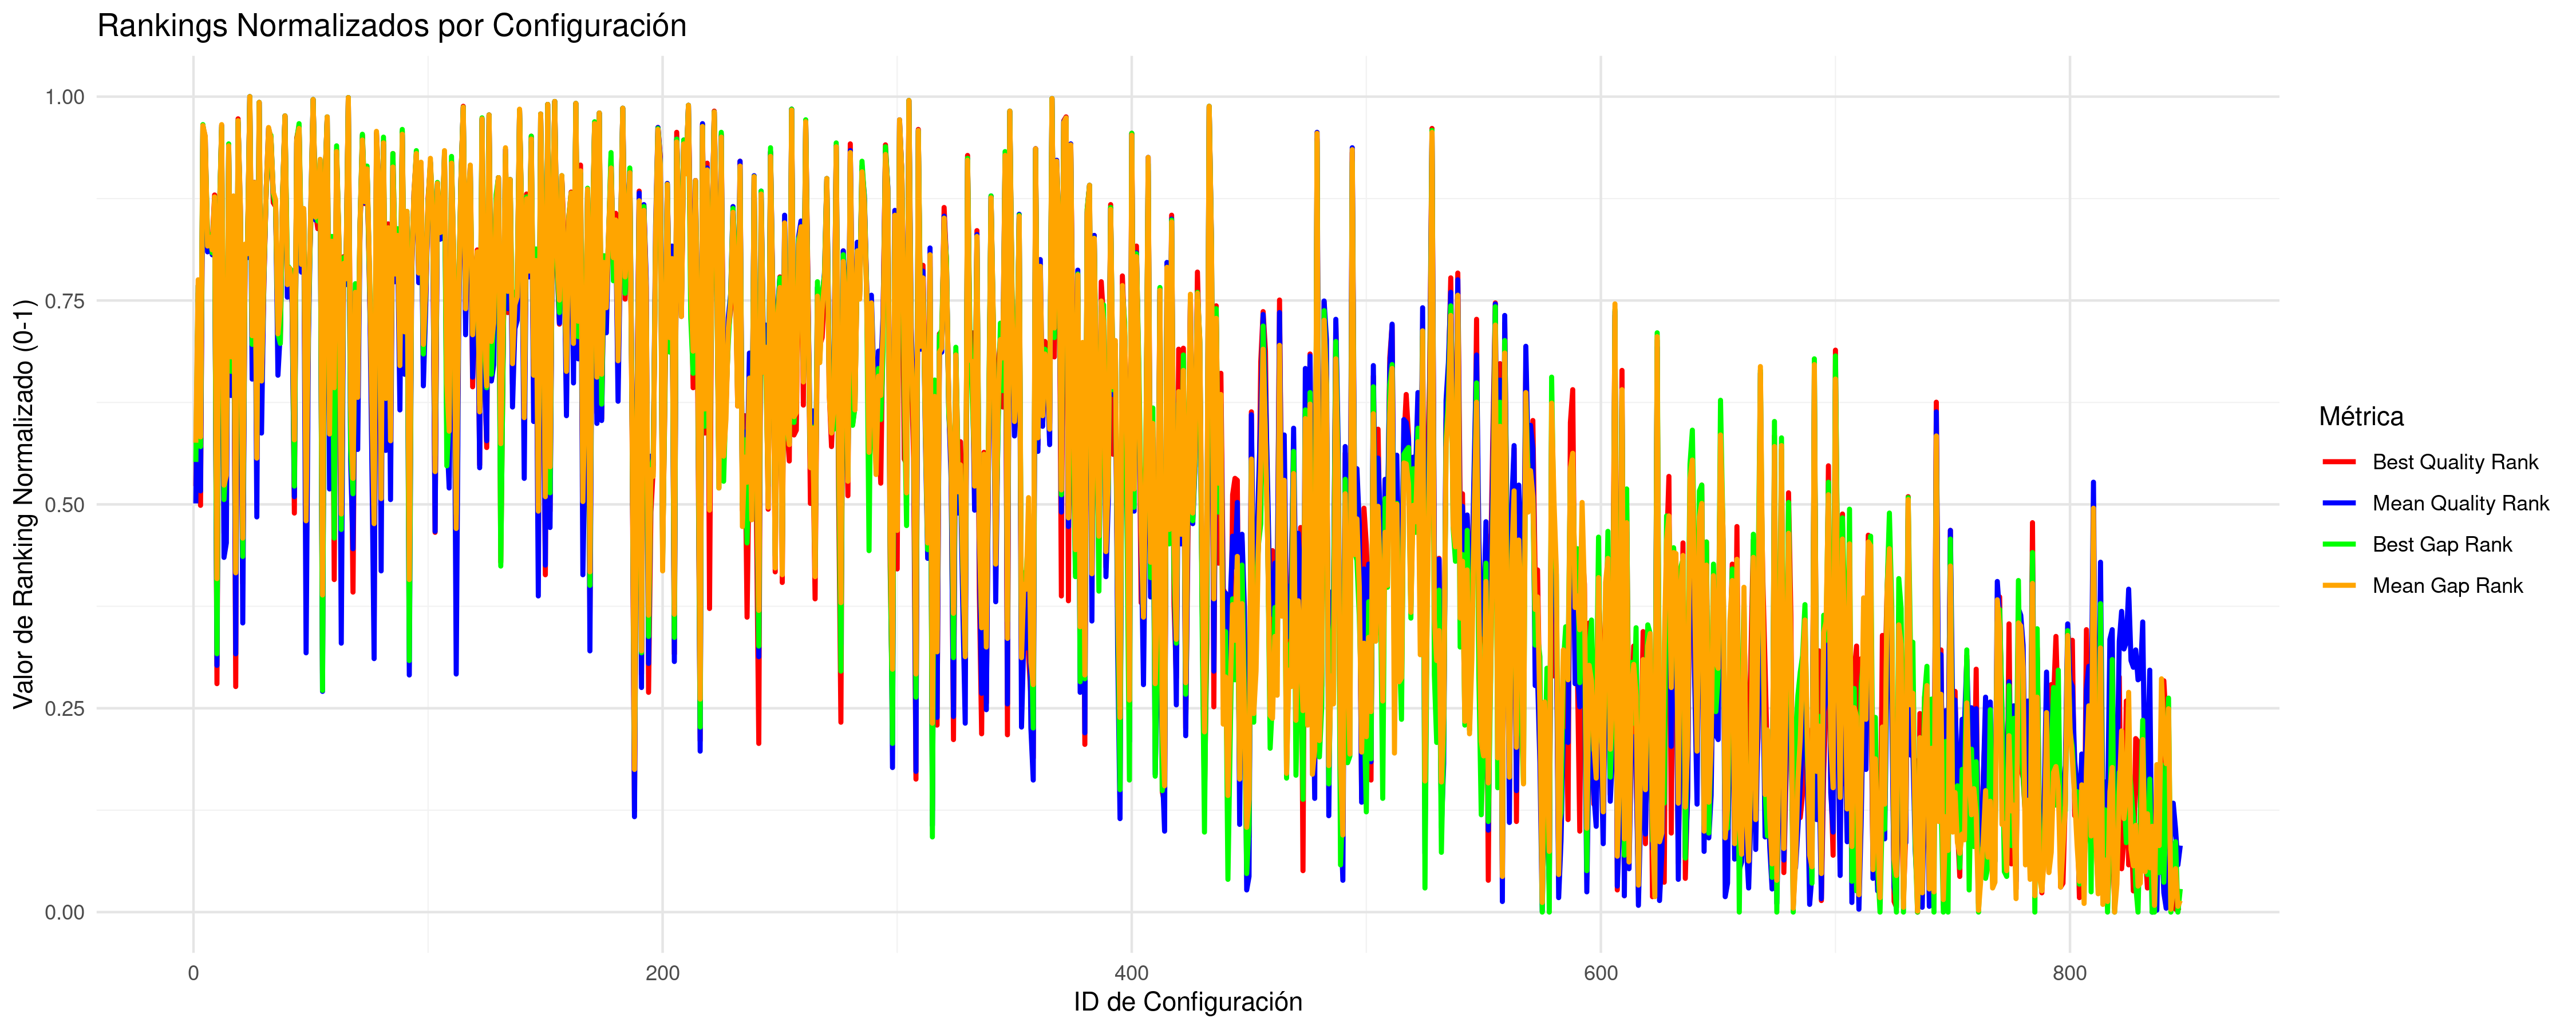 Rankings Normalizados por Configuración
Valor de Ranking Normalizado (0-1)
1.00
0.75
0.50
0.25
0.00
0
200
400
600
800
ID de Configuración
Métrica
Best Quality Rank
Mean Quality Rank
Best Gap Rank
Mean Gap Rank